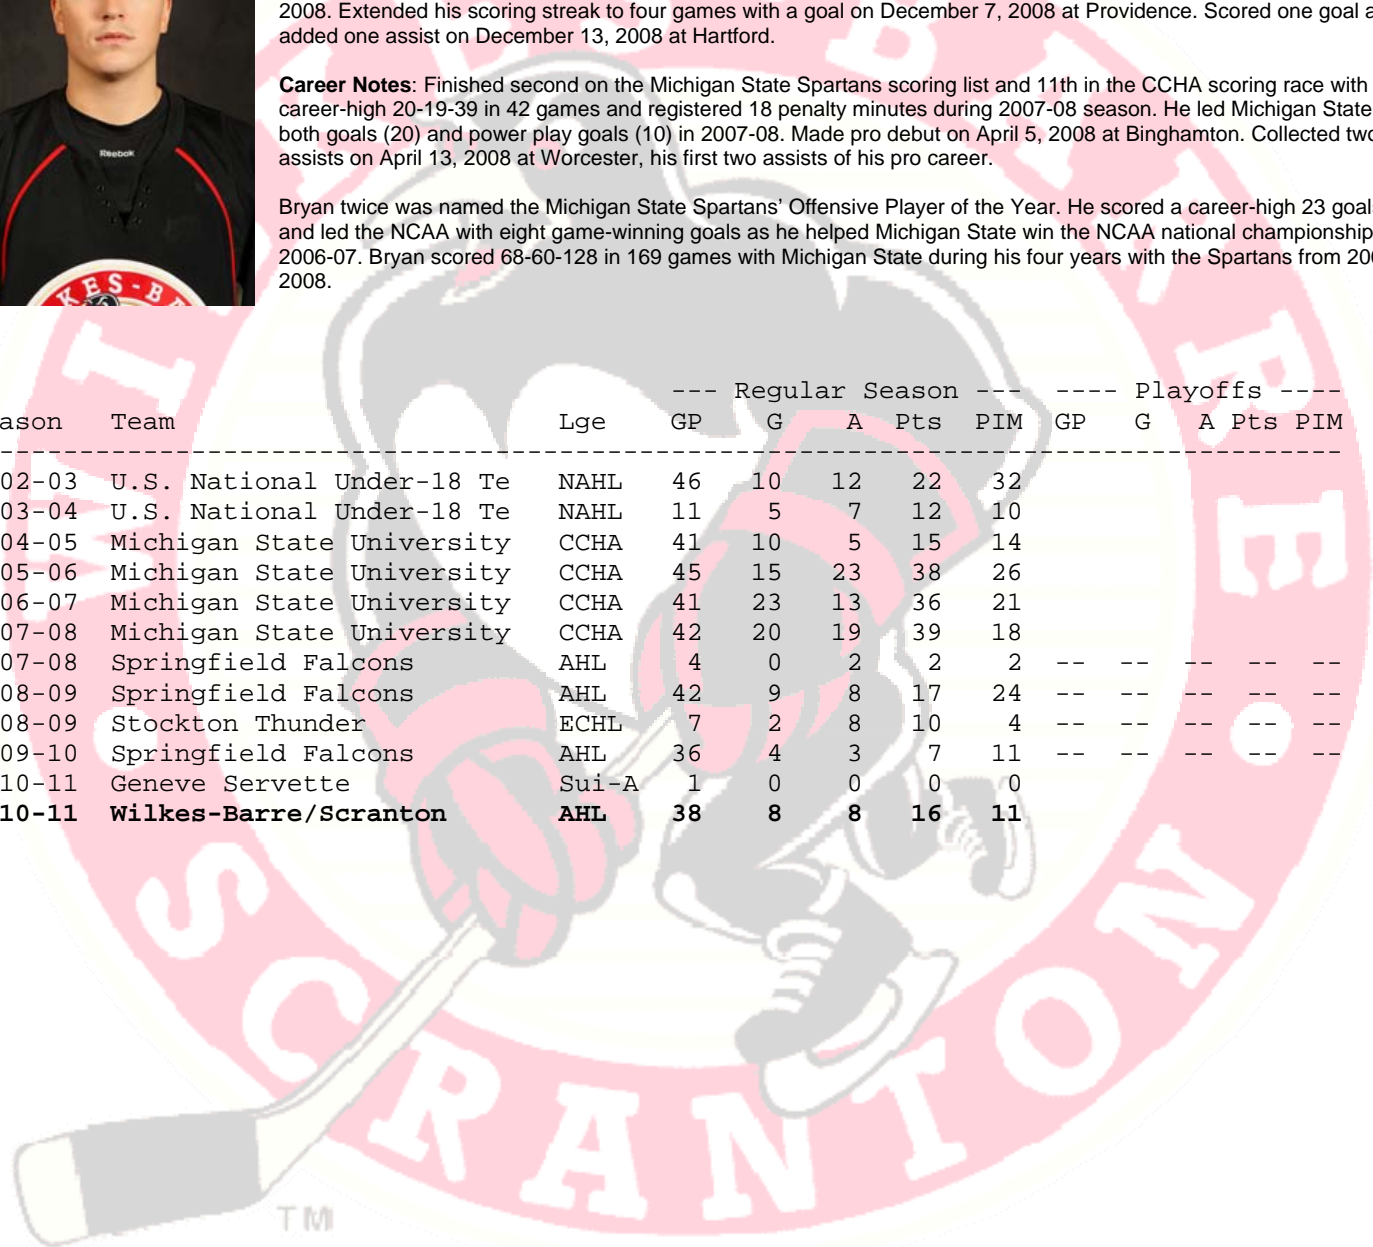 2008. Extended his scoring streak to four games with a goal on December 7, 2008 at Providence. Scored one goal a
added one assist on December 13, 2008 at Hartford.
Career Notes: Finished second on the Michigan State Spartans scoring list and 11th in the CCHA scoring race with
career-high 20-19-39 in 42 games and registered 18 penalty minutes during 2007-08 season. He led Michigan State
both goals (20) and power play goals (10) in 2007-08. Made pro debut on April 5, 2008 at Binghamton. Collected two
assists on April 13, 2008 at Worcester, his first two assists of his pro career.
Reebok
Bryan twice was named the Michigan State Spartans’ Offensive Player of the Year. He scored a career-high 23 goals
and led the NCAA with eight game-winning goals as he helped Michigan State win the NCAA national championship
2006-07. Bryan scored 68-60-128 in 169 games with Michigan State during his four years with the Spartans from 200
2008.
KES-BA
--- Regular Season --- ---- Playoffs ----
ason Team Lge GP G A Pts PIM GP G A Pts PIM
------------------------------------------------------------------------------------
02-03 U.S. National Under-18 Te NAHL 46 10 12 22 32
03-04 U.S. National Under-18 Te NAHL 11 5 7 12 10
04-05 Michigan State University CCHA 41 10 5 15 14
05-06 Michigan State University CCHA 45 15 23 38 26
06-07 Michigan State University CCHA 41 23 13 36 21
07-08 Michigan State University CCHA 42 20 19 39 18
07-08 Springfield Falcons AHL 4 0 2 2 2 -- -- -- -- --
08-09 Springfield Falcons AHL 42 9 8 17 24 -- -- -- -- --
08-09 Stockton Thunder ECHL 7 2 8 10 4 -- -- -- -- --
09-10 Springfield Falcons AHL 36 4 3 7 11 -- -- -- -- --
10-11 Geneve Servette Sui-A 1 0 0 0 0
10-11 Wilkes-Barre/Scranton AHL 38 8 8 16 11
SCRANTON
TM